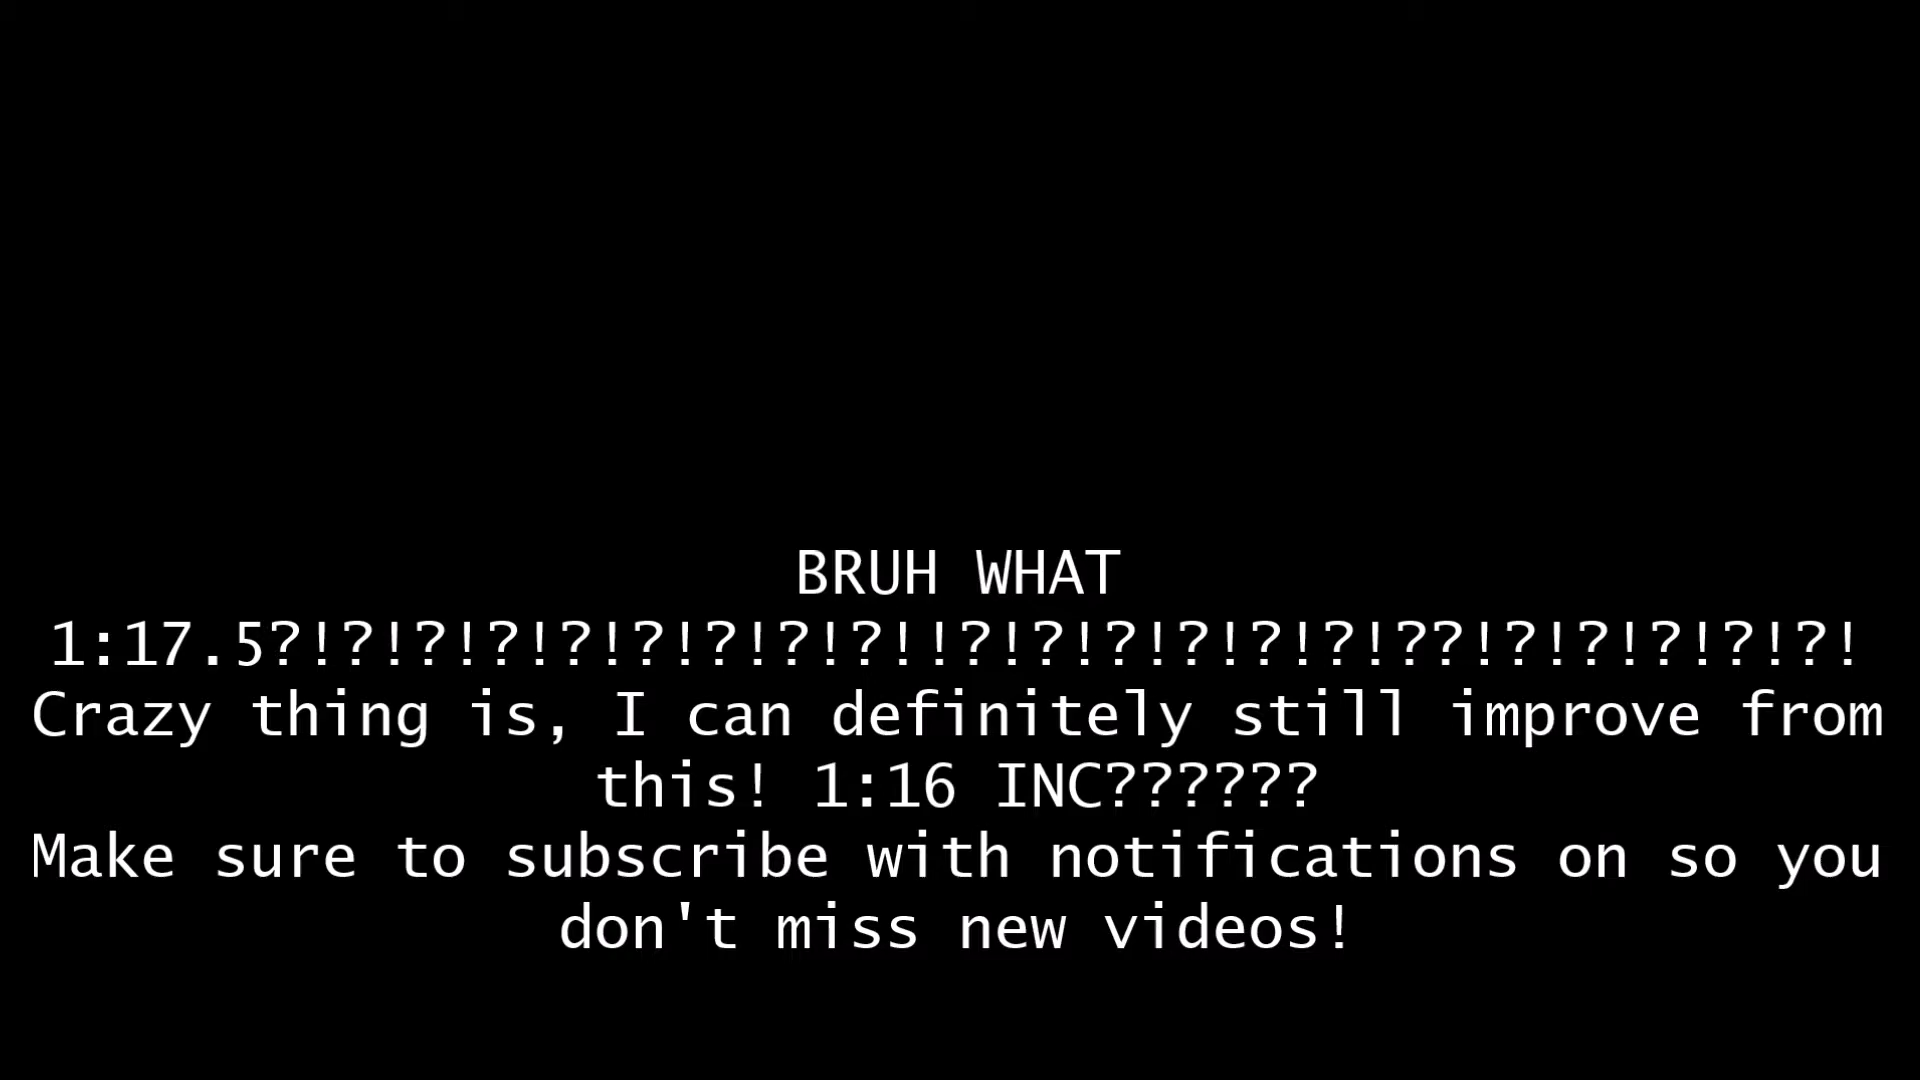 BRUH WHAT
1:17.5?!?!?!?!?!?!?!?!?!!?!?!?!?!?!?!??!?!?!?!?!?!
Crazy thing is, I can definitely still improve from
this! 1:16 INC??????
Make sure to subscribe with notifications on so you
don't miss new videos!